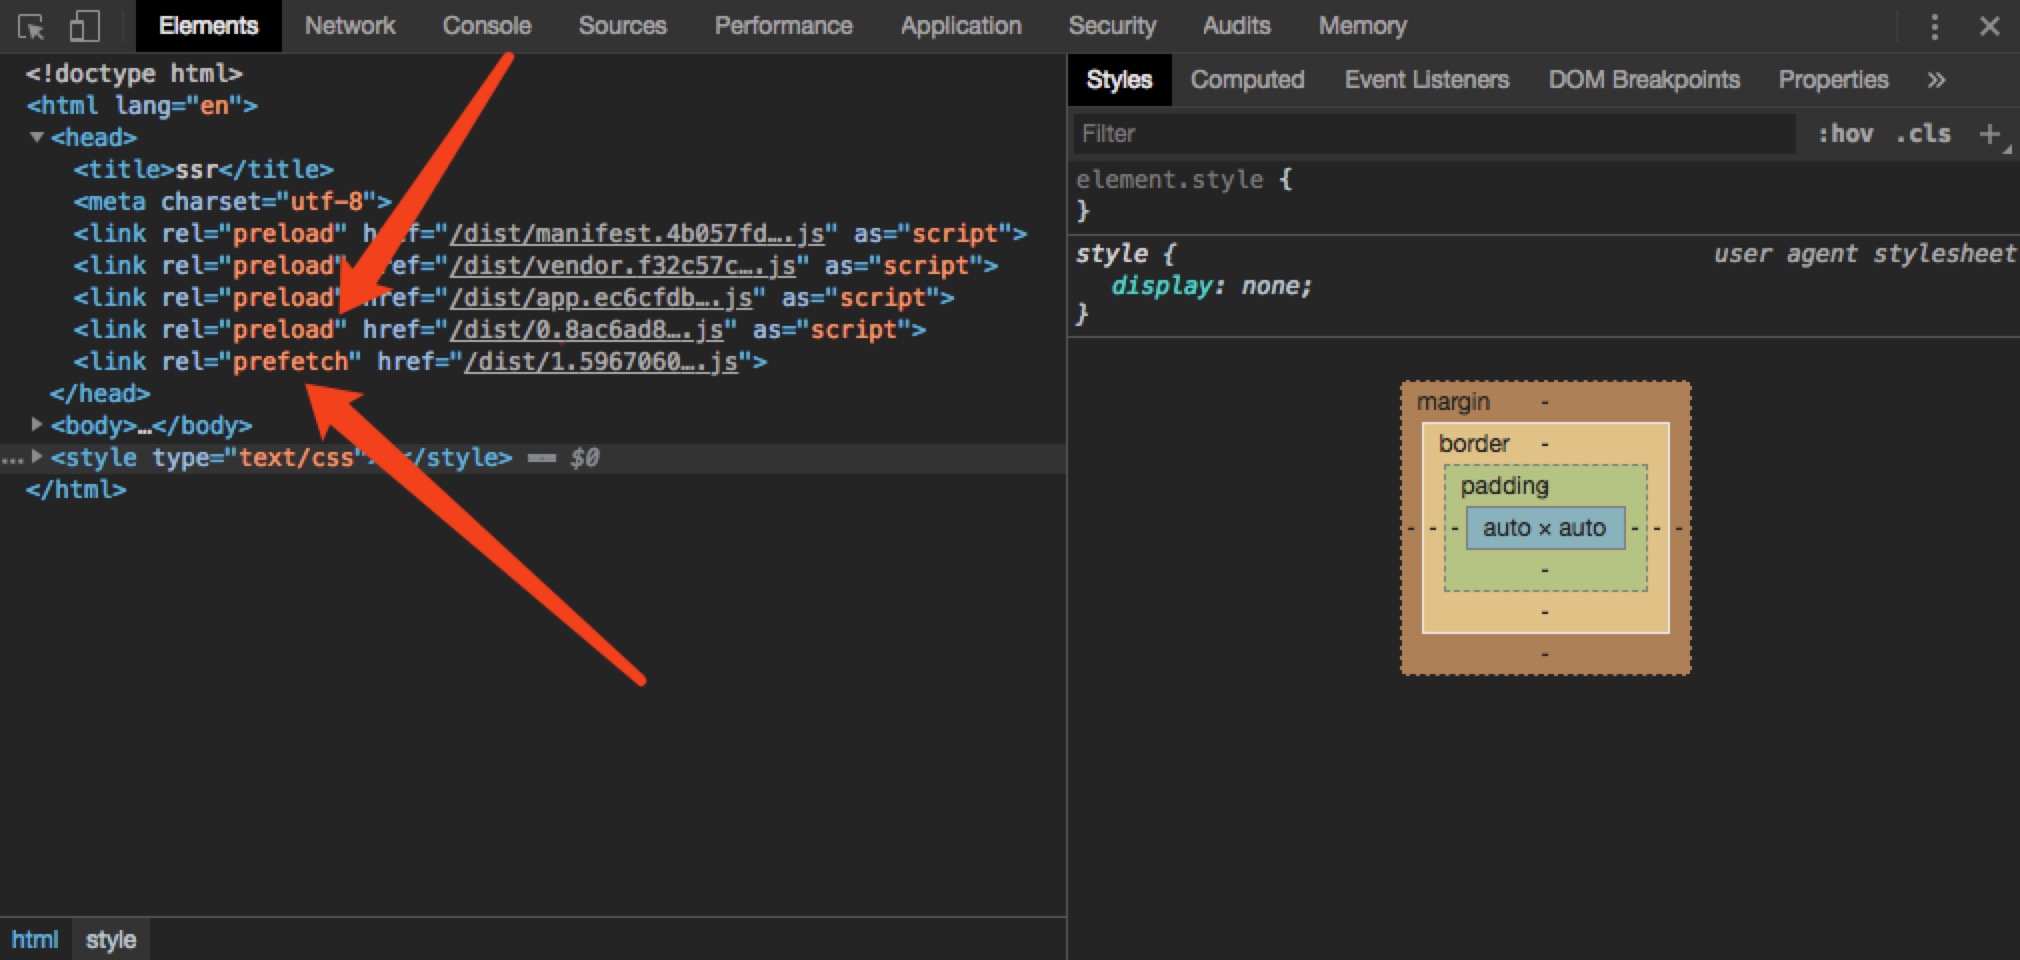 Elements Network Console Sources Performance Application Security Audits Memory
<!doctype html>
<html lang="en">
<head>
<title>ssr</title>
<meta charset="utf-8">
<link rel="preload" href="/dist/manifest.4b057fd….js" as="script">
<link rel="preload" href="/dist/vendor.f32c57c….js" as="script">
<link rel="preload" href="/dist/app.ec6cfdb….js" as="script">
<link rel="preload" href="/dist/0.8ac6ad8….js" as="script">
<link rel="prefetch" href="/dist/1.5967060….js">
</head>
<body>…</body>
… <style type="text/css"> </style> == $0
</html>
html style
Styles Computed Event Listeners DOM Breakpoints Properties »
Filter :hov .cls +
element.style {
}
style { user agent stylesheet
display: none;
}
margin -
border -
padding -
- - - auto × auto - - -
-
-
-